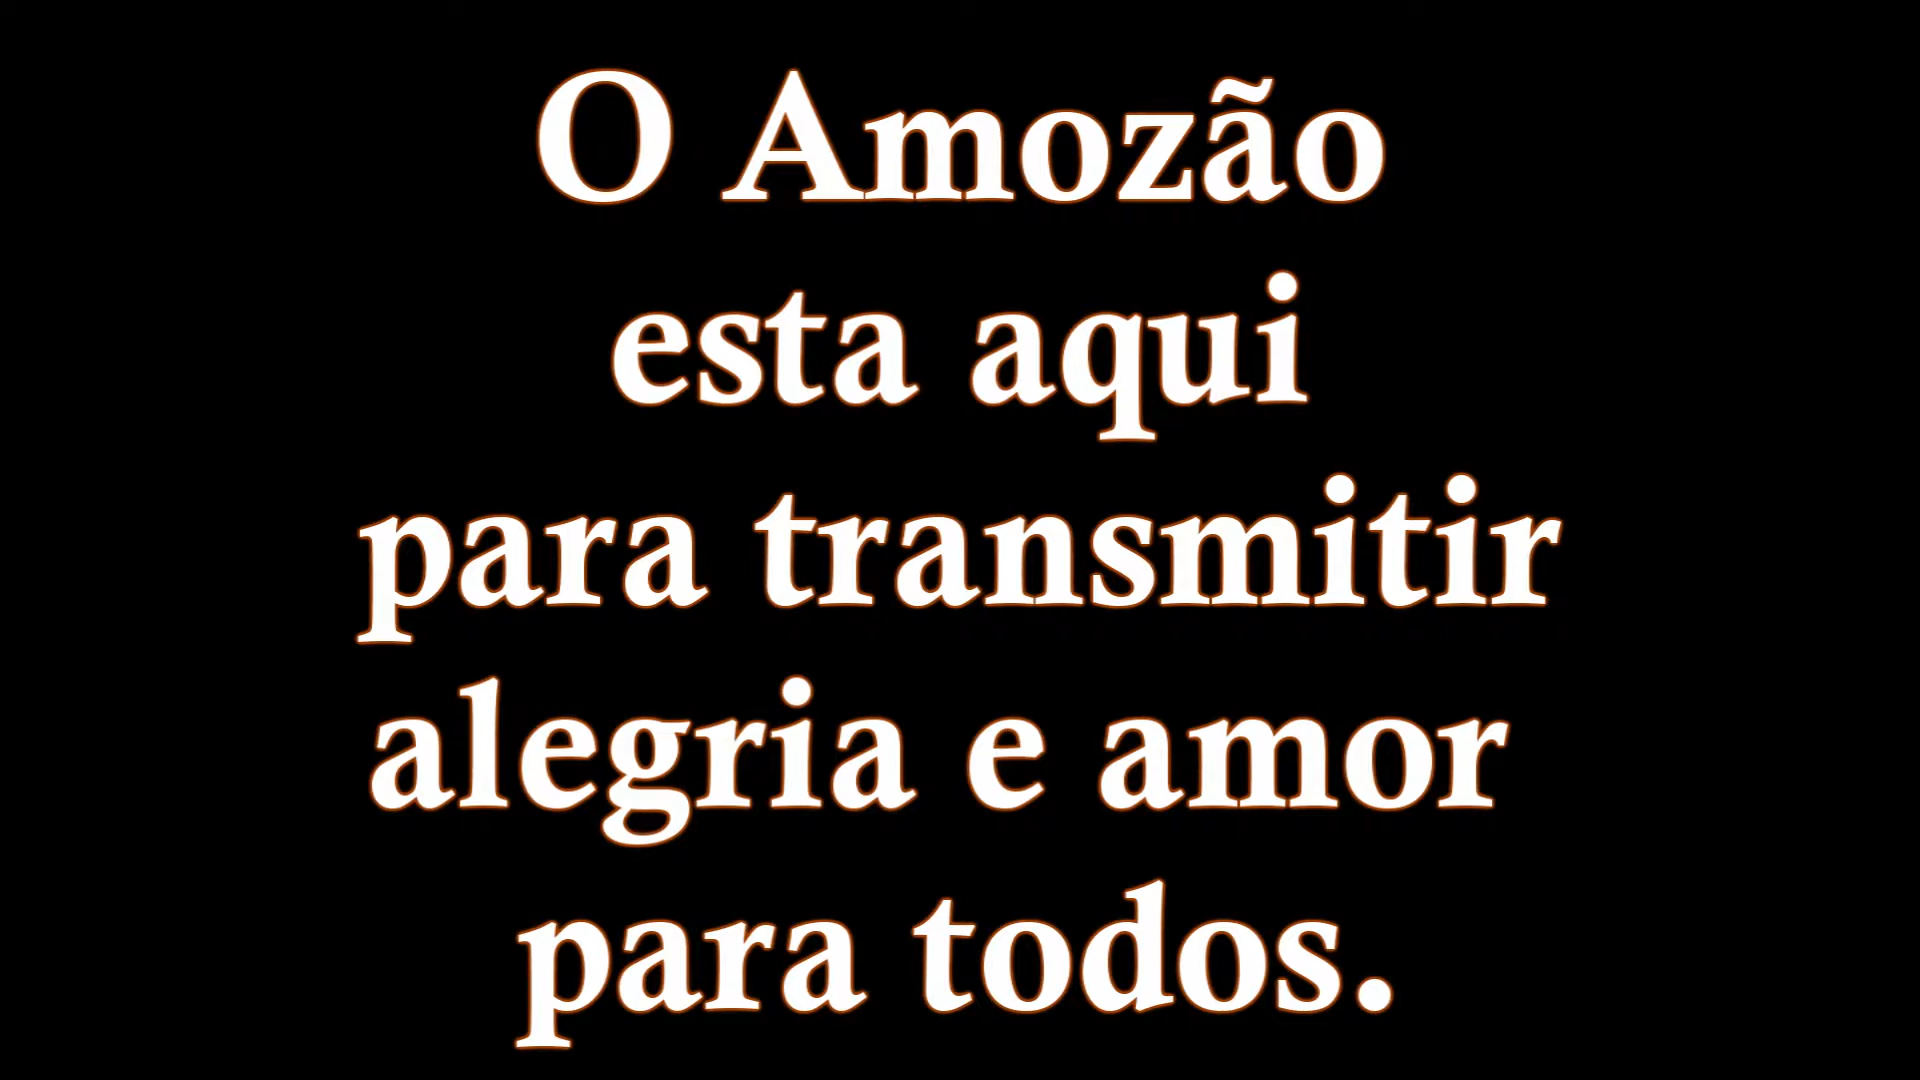 O Amozão
esta aqui
para transmitir
alegria e amor
para todos.